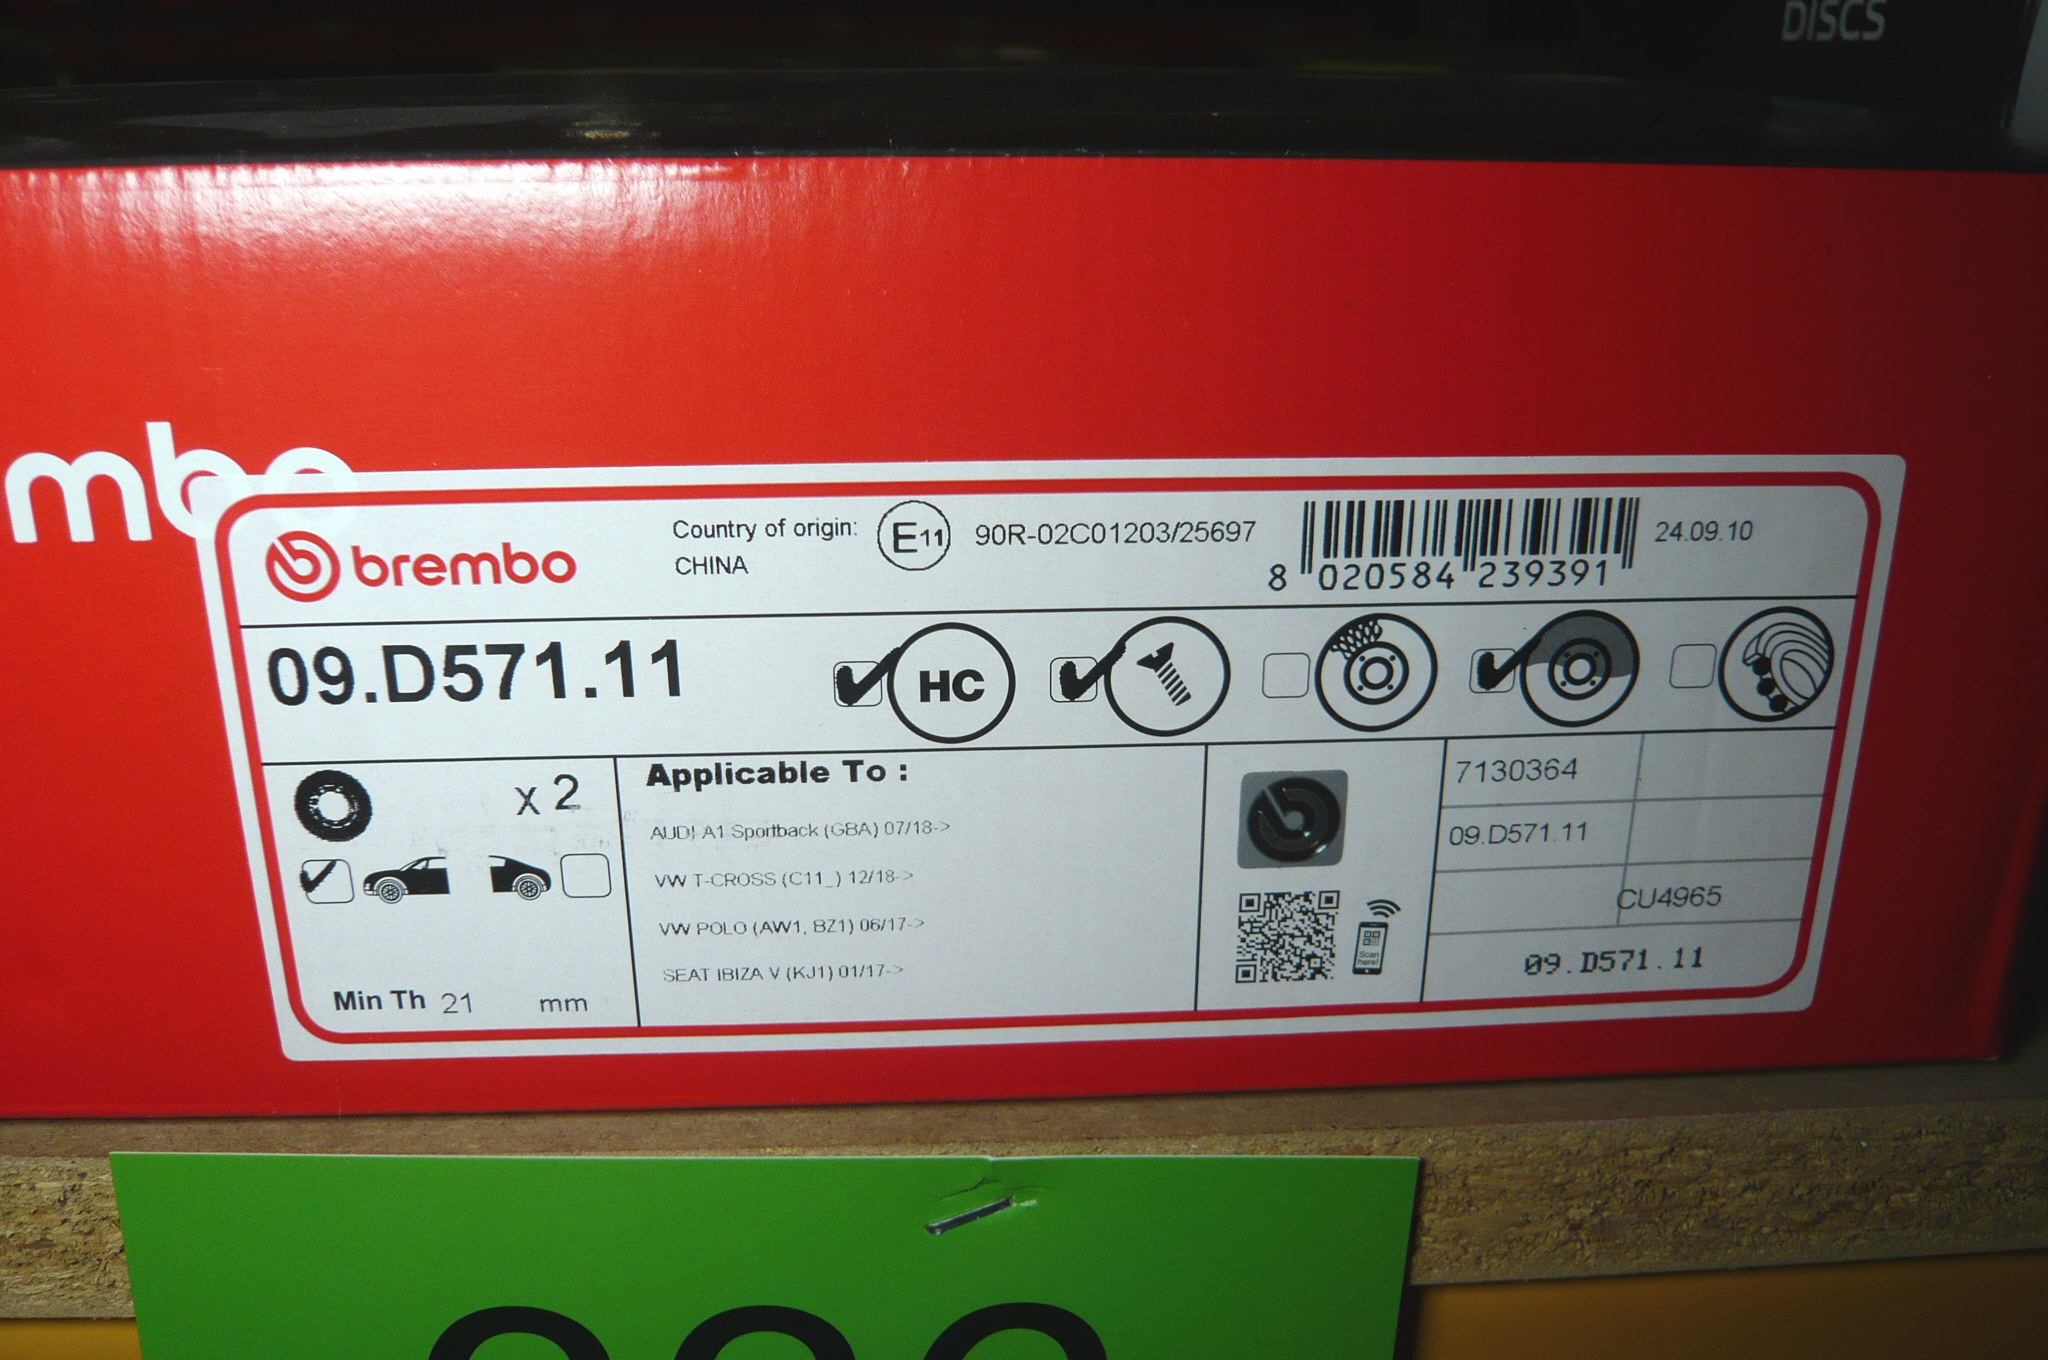 DISCS
mbo
brembo
Country of origin:
CHINA
E11
90R-02C01203/25697
8 020584 239391
24.09.10
09.D571.11
HC
x 2
Min Th 21 mm
Applicable To :
AUDI A1 Sportback (GBA) 07/18->
VW T-CROSS (C11_) 12/18->
VW POLO (AW1, BZ1) 06/17->
SEAT IBIZA V (KJ1) 01/17->
Scan
here!
7130364
09.D571.11
CU4965
09.D571.11